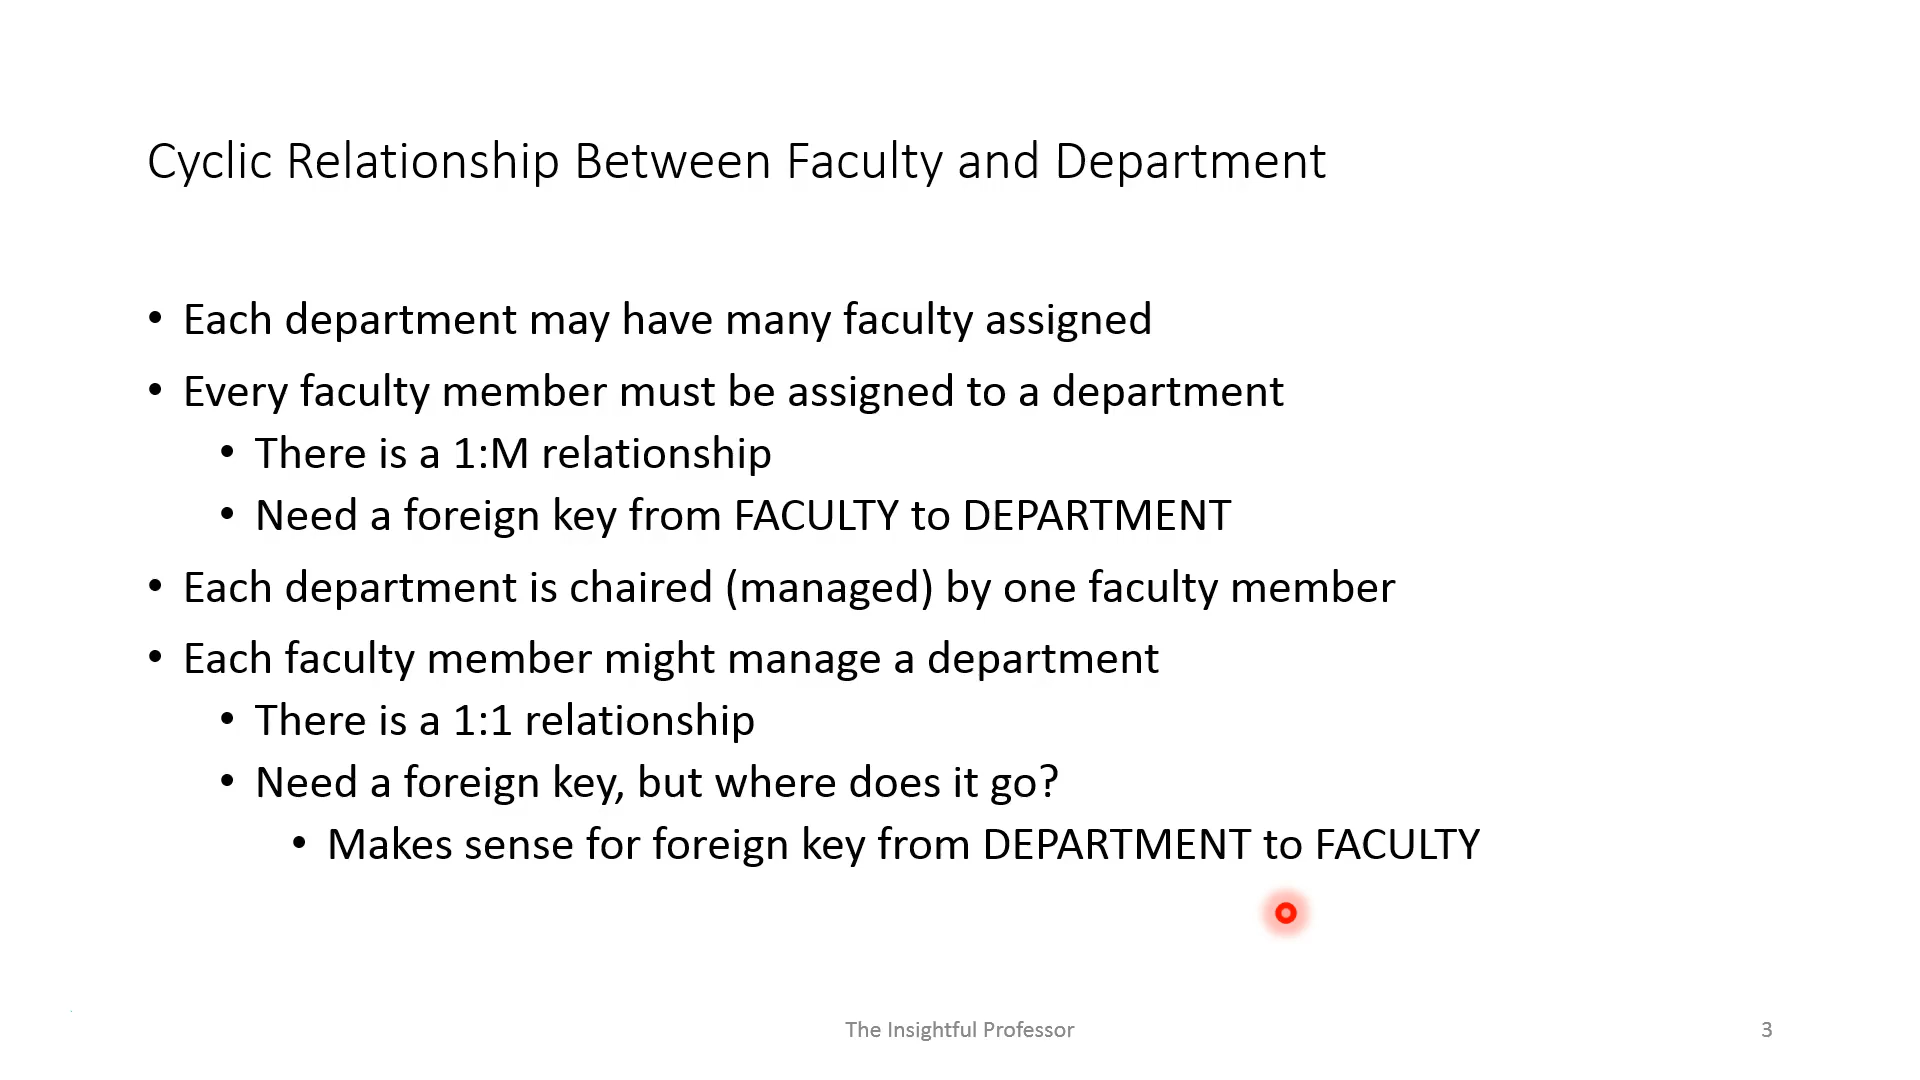 Cyclic Relationship Between Faculty and Department
• Each department may have many faculty assigned
• Every faculty member must be assigned to a department
• There is a 1:M relationship
• Need a foreign key from FACULTY to DEPARTMENT
• Each department is chaired (managed) by one faculty member
• Each faculty member might manage a department
• There is a 1:1 relationship
• Need a foreign key, but where does it go?
• Makes sense for foreign key from DEPARTMENT to FACULTY
The Insightful Professor
3